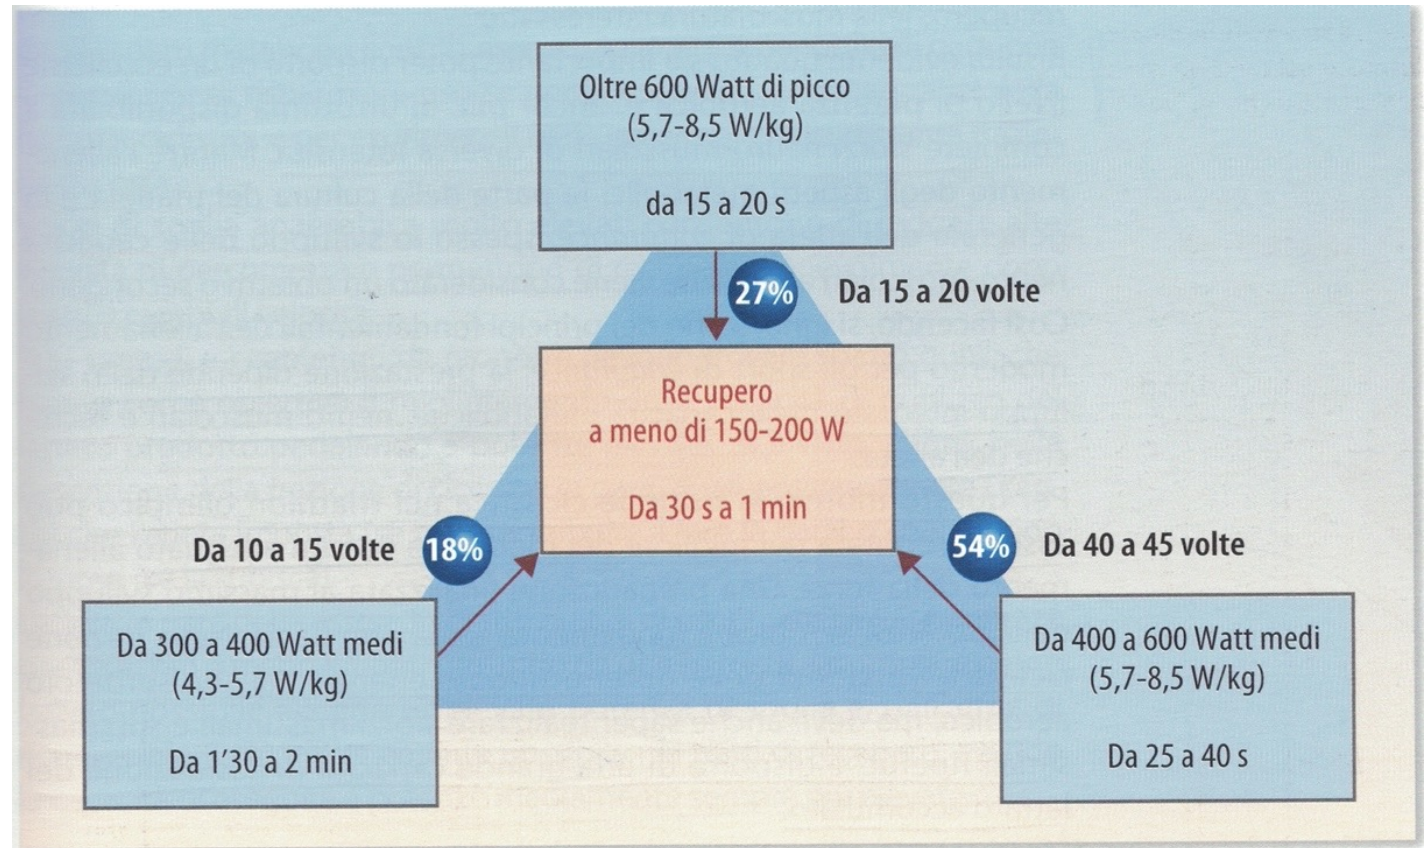 Oltre 600 Watt di picco
(5,7-8,5 W/kg)
da 15 a 20 s
27%
Da 15 a 20 volte
Recupero
a meno di 150-200 W
Da 30 s a 1 min
Da 10 a 15 volte
18%
54%
Da 40 a 45 volte
Da 300 a 400 Watt medi
(4,3-5,7 W/kg)
Da 1'30 a 2 min
Da 400 a 600 Watt medi
(5,7-8,5 W/kg)
Da 25 a 40 s